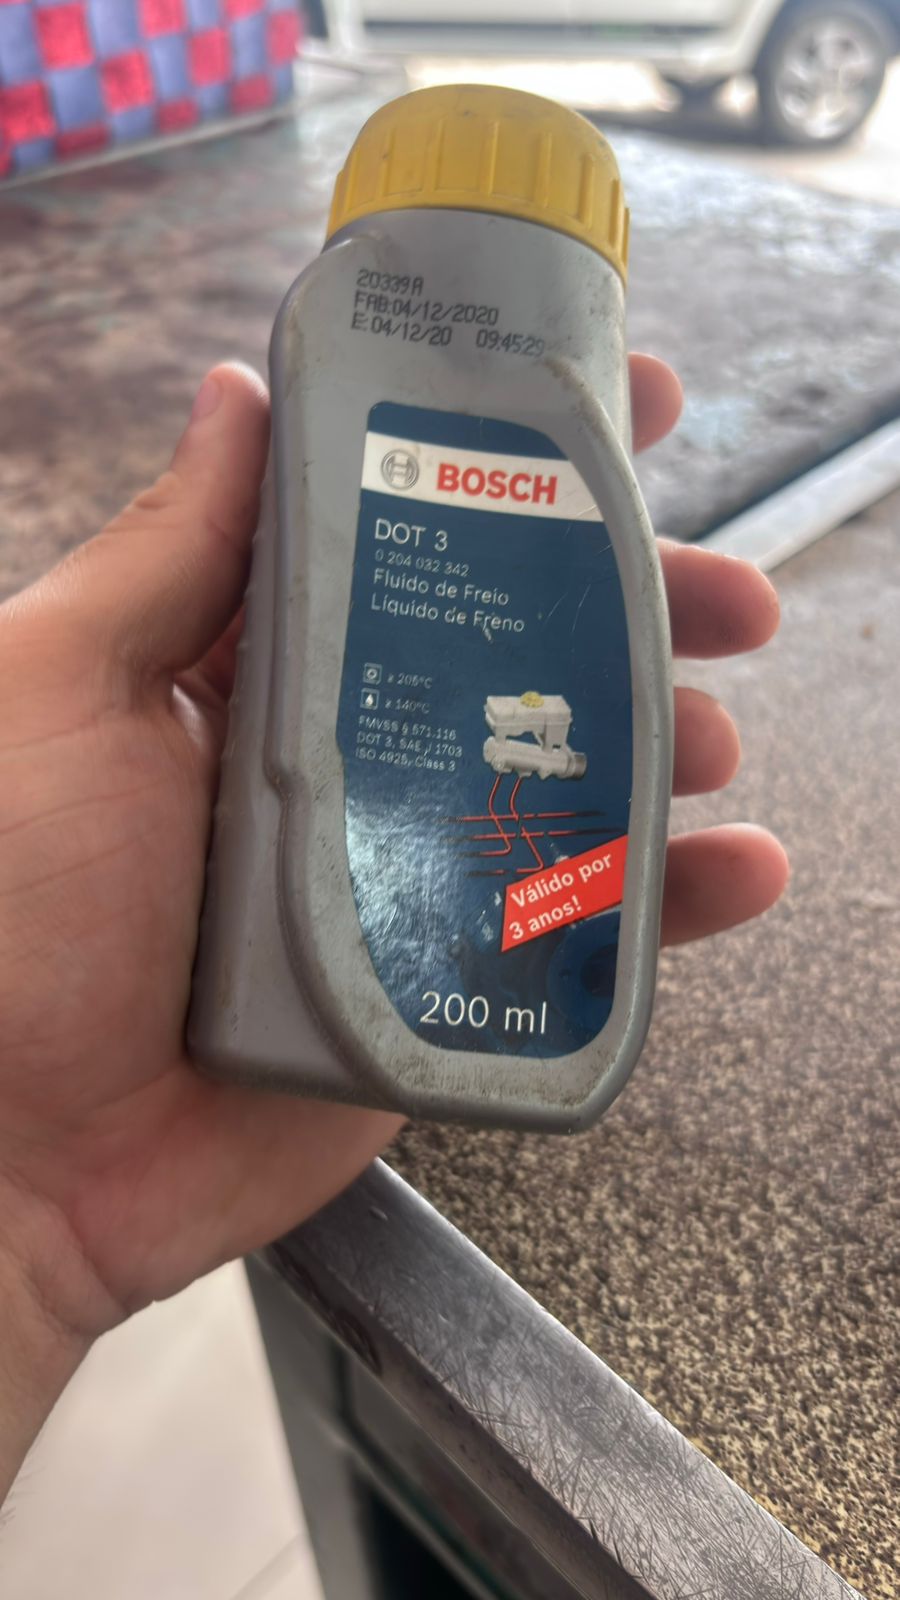 20339A
FAB:04/12/2020
E:04/12/20 09:45:29
BOSCH
DOT 3
0 204 032 342
Fluido de Freio
Líquido de Freno
≥ 205°C
≥ 140°C
FMVSS § 571.116
DOT 3, SAE J 1703
ISO 4925, Class 3
Válido por
3 anos!
200 ml